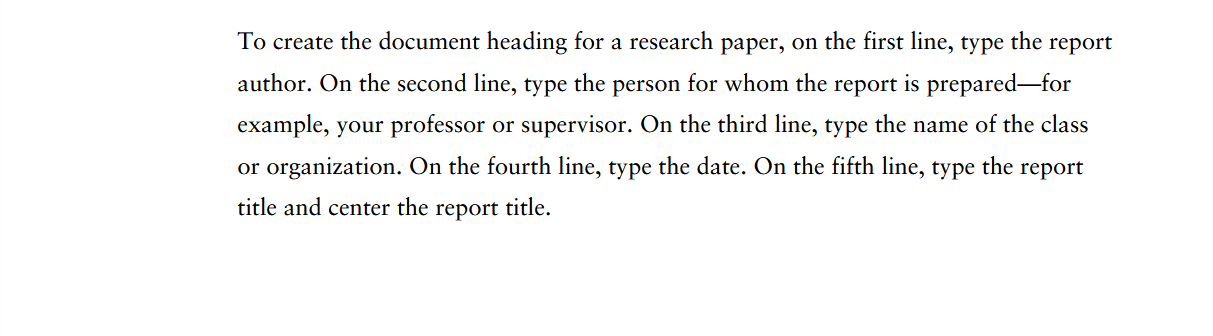 To create the document heading for a research paper, on the first line, type the report
author. On the second line, type the person for whom the report is prepared—for
example, your professor or supervisor. On the third line, type the name of the class
or organization. On the fourth line, type the date. On the fifth line, type the report
title and center the report title.